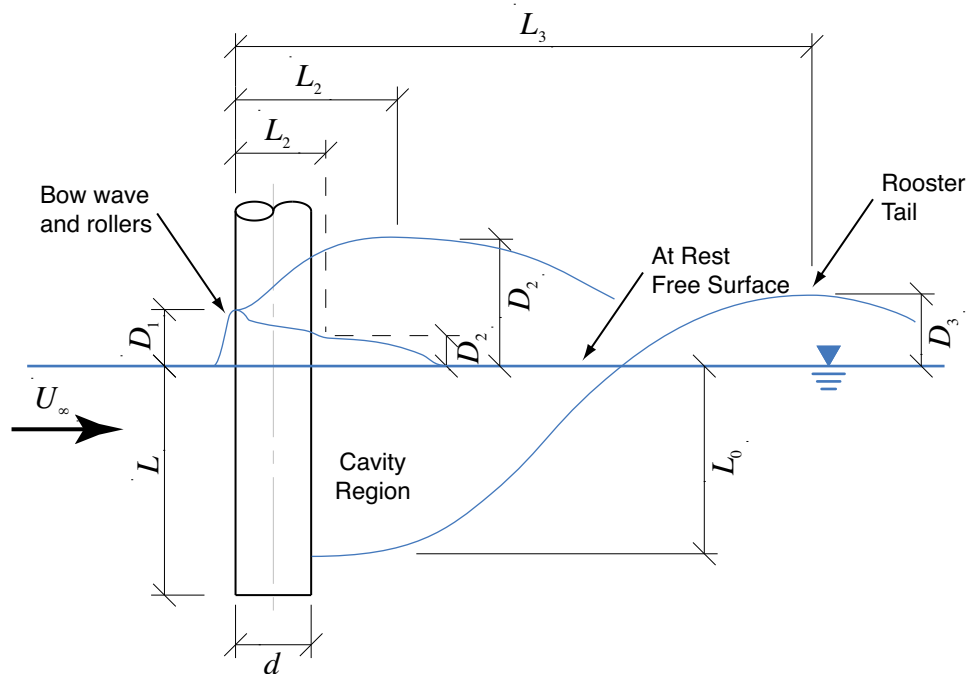 L₃
L₂
L₂
Bow wave
and rollers
Rooster
Tail
At Rest
Free Surface
D₁
D₂
D₂
D₃
U∞
L
Cavity
Region
L₀
d